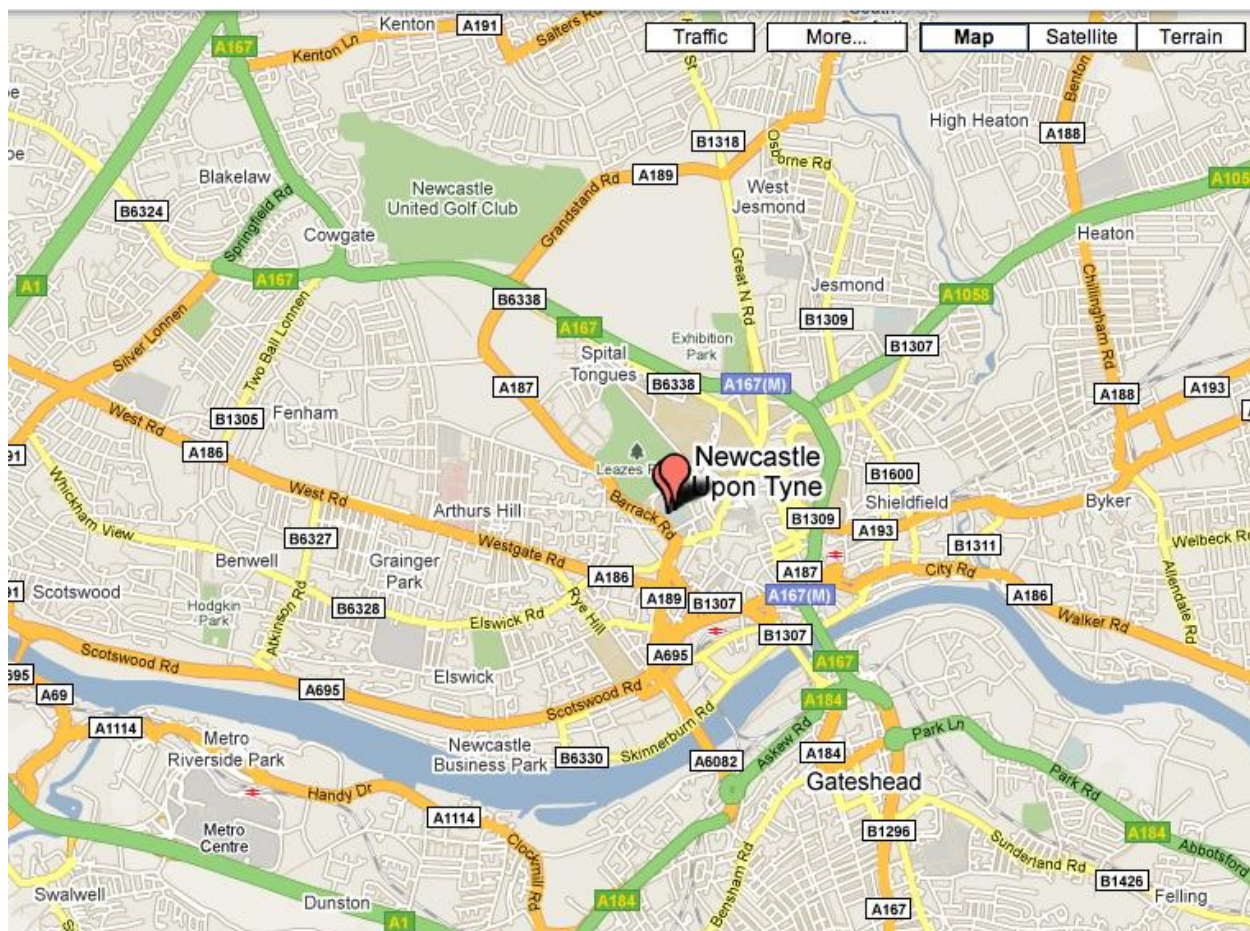 Kenton
A191
Salters Rd
Traffic
More...
Map
Satellite
Terrain
A167
Kenton Ln
St
Benton
High Heaton
A188
B1318
Osborne Rd
pe
Blakelaw
Newcastle
United Golf Club
Grandstand Rd
A189
West
Jesmond
A105
B6324
Springfield Rd
Cowgate
Heaton
A1
A167
B6338
Great N Rd
Jesmond
A1058
Silver Lonnen
Two Ball Lonnen
A167
Exhibition
Park
B1309
B1307
Chillingham Rd
Spital
Tongues
B6338
A167(M)
A187
A188
A193
West Rd
B1305
Fenham
A186
91
Leazes P
Newcastle
Upon Tyne
B1600
Whickham View
West Rd
Arthurs Hill
Barrack Rd
Shieldfield
Byker
B1309
A193
B6327
Westgate Rd
B1311
Welbeck Rd
Benwell
Grainger
Park
A186
A187
City Rd
Allendale Rd
91
Scotswood
Hodgkin
Park
Atkinson Rd
B6328
Elswick Rd
Rye Hill
A189
B1307
A167(M)
A186
Walker Rd
B1307
Scotswood Rd
A695
A167
695
A69
A695
Elswick
Scotswood Rd
A184
A1114
Metro
Riverside Park
Newcastle
Business Park
B6330
Skinnerburn Rd
A6082
Askew Rd
A184
Park Ln
Gateshead
Park Rd
Handy Dr
A1114
Metro
Centre
Clockmill Rd
B1296
A184
Sunderland Rd
Abbotsford
Bensham Rd
B1426
Swalwell
Dunston
A1
A184
A167
Felling